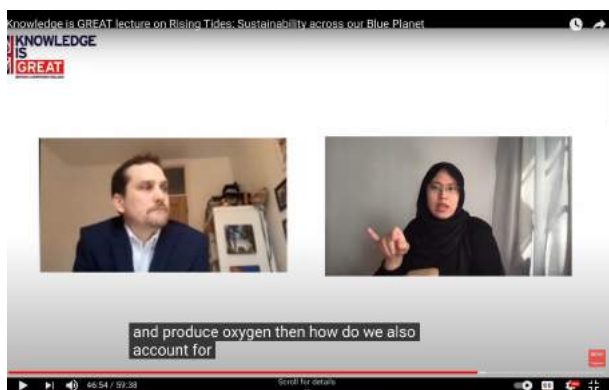 Knowledge is GREAT lecture on Rising Tides: Sustainability across our Blue Planet
KNOWLEDGE
IS
GREAT
and produce oxygen then how do we also
account for
46:54 / 59:38
Scroll for details